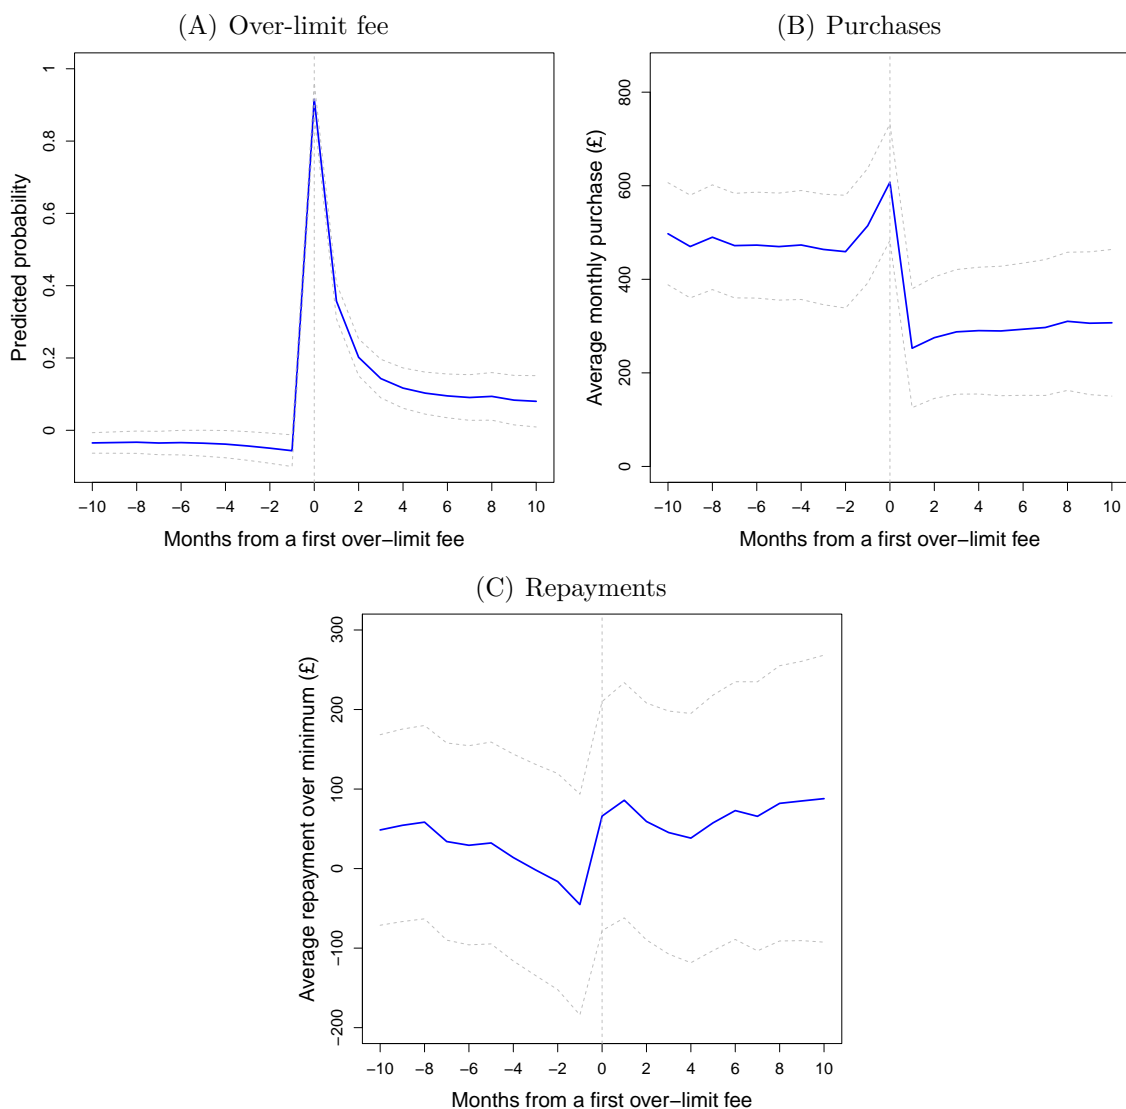 (A) Over-limit fee
Predicted probability
1
0.8
0.6
0.4
0.2
0
−10 −8 −6 −4 −2 0 2 4 6 8 10
Months from a first over−limit fee
(B) Purchases
Average monthly purchase (£)
800
600
400
200
0
−10 −8 −6 −4 −2 0 2 4 6 8 10
Months from a first over−limit fee
(C) Repayments
Average repayment over minimum (£)
300
200
100
0
−100
−200
−10 −8 −6 −4 −2 0 2 4 6 8 10
Months from a first over−limit fee